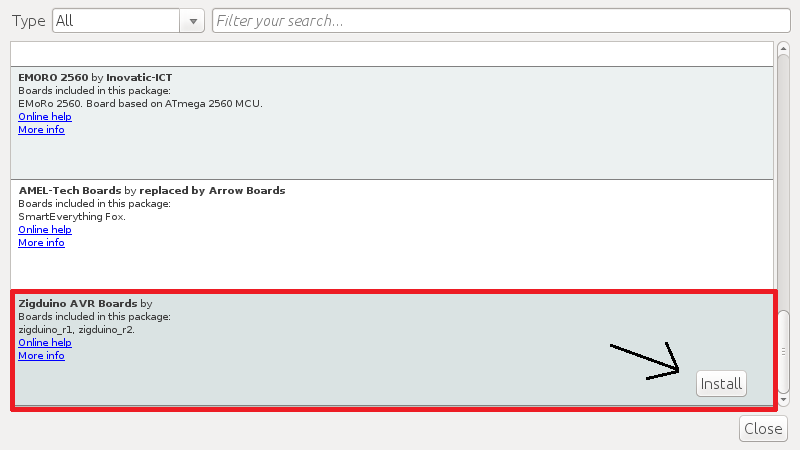 Type All Filter your search...
EMORO 2560 by Inovatic-ICT
Boards included in this package:
EMoRo 2560. Board based on ATmega 2560 MCU.
Online help
More info
AMEL-Tech Boards by replaced by Arrow Boards
Boards included in this package:
SmartEverything Fox.
Online help
More info
Zigduino AVR Boards by
Boards included in this package:
zigduino_r1, zigduino_r2.
Online help
More info
Install
Close